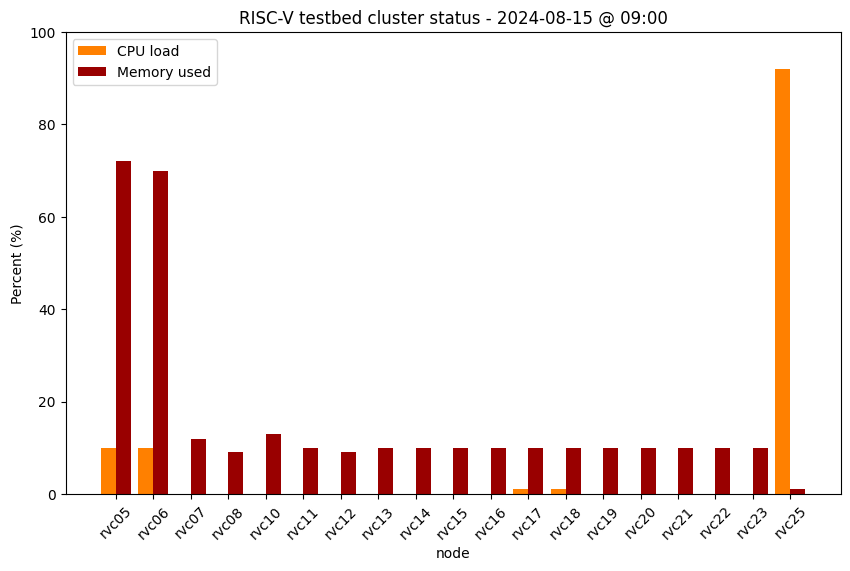 RISC-V testbed cluster status - 2024-08-15 @ 09:00
CPU load
Memory used
Percent (%)
100
80
60
40
20
0
rvc05 rvc06 rvc07 rvc08 rvc10 rvc11 rvc12 rvc13 rvc14 rvc15 rvc16 rvc17 rvc18 rvc19 rvc20 rvc21 rvc22 rvc23 rvc25
node